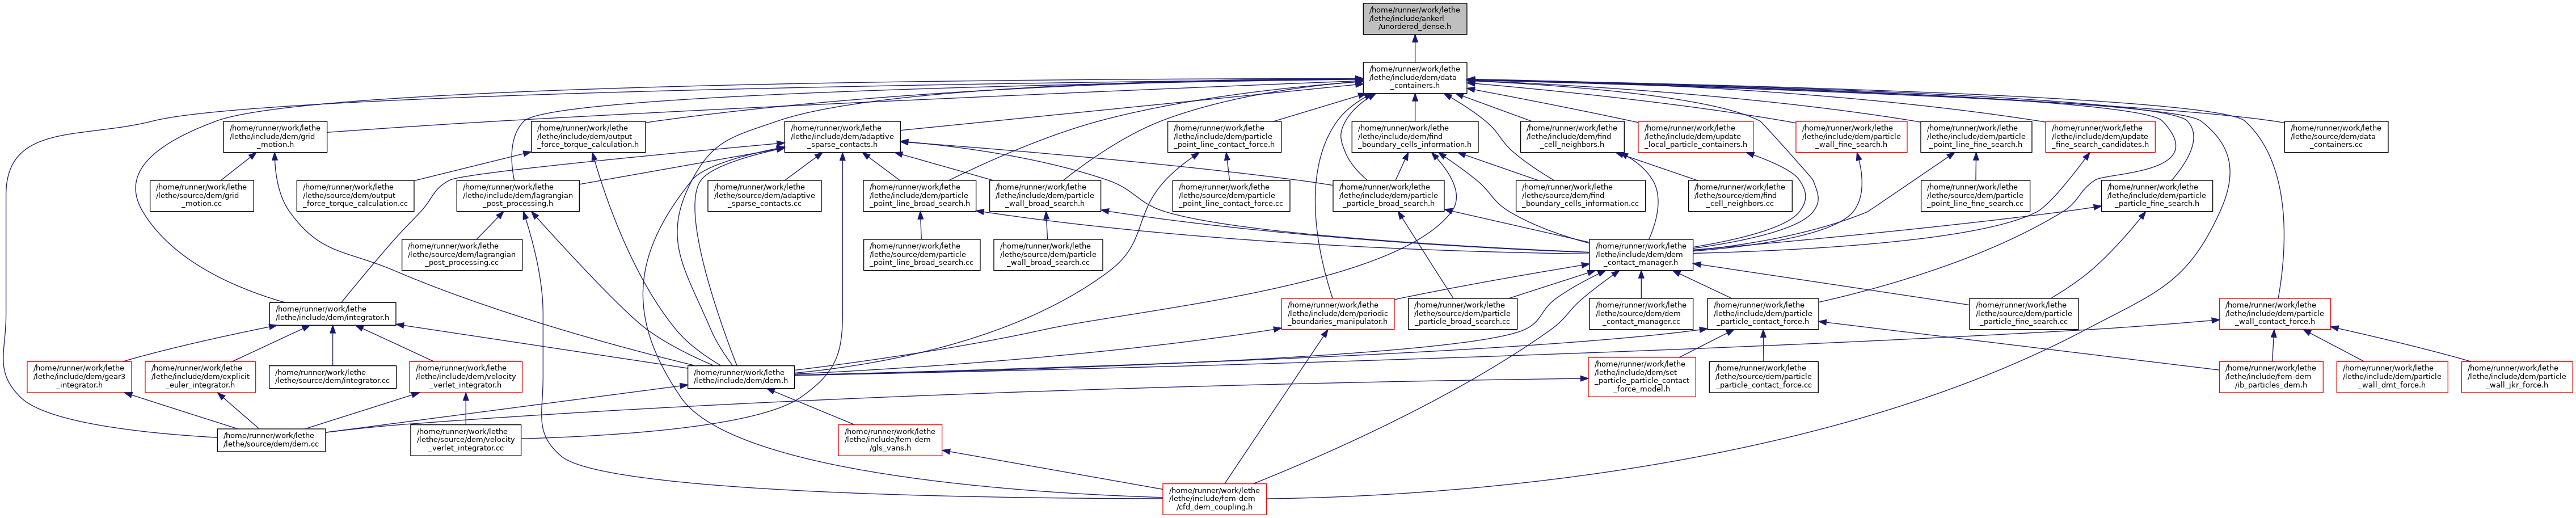 /home/runner/work/lethe
/lethe/include/ankerl
/unordered_dense.h
/home/runner/work/lethe
/lethe/include/dem/data
_containers.h
/home/runner/work/lethe
/lethe/include/dem/grid
_motion.h
/home/runner/work/lethe
/lethe/include/dem/output
_force_torque_calculation.h
/home/runner/work/lethe
/lethe/include/dem/adaptive
_sparse_contacts.h
/home/runner/work/lethe
/lethe/include/dem/particle
_point_line_contact_force.h
/home/runner/work/lethe
/lethe/include/dem/find
_boundary_cells_information.h
/home/runner/work/lethe
/lethe/include/dem/find
_cell_neighbors.h
/home/runner/work/lethe
/lethe/include/dem/update
_local_particle_containers.h
/home/runner/work/lethe
/lethe/include/dem/particle
_wall_fine_search.h
/home/runner/work/lethe
/lethe/include/dem/particle
_point_line_fine_search.h
/home/runner/work/lethe
/lethe/include/dem/update
_fine_search_candidates.h
/home/runner/work/lethe
/lethe/source/dem/data
_containers.cc
/home/runner/work/lethe
/lethe/source/dem/grid
_motion.cc
/home/runner/work/lethe
/lethe/source/dem/output
_force_torque_calculation.cc
/home/runner/work/lethe
/lethe/include/dem/lagrangian
_post_processing.h
/home/runner/work/lethe
/lethe/source/dem/adaptive
_sparse_contacts.cc
/home/runner/work/lethe
/lethe/include/dem/particle
_point_line_broad_search.h
/home/runner/work/lethe
/lethe/include/dem/particle
_wall_broad_search.h
/home/runner/work/lethe
/lethe/source/dem/particle
_point_line_contact_force.cc
/home/runner/work/lethe
/lethe/include/dem/particle
_particle_broad_search.h
/home/runner/work/lethe
/lethe/source/dem/find
_boundary_cells_information.cc
/home/runner/work/lethe
/lethe/source/dem/find
_cell_neighbors.cc
/home/runner/work/lethe
/lethe/source/dem/particle
_point_line_fine_search.cc
/home/runner/work/lethe
/lethe/include/dem/particle
_particle_fine_search.h
/home/runner/work/lethe
/lethe/source/dem/lagrangian
_post_processing.cc
/home/runner/work/lethe
/lethe/source/dem/particle
_point_line_broad_search.cc
/home/runner/work/lethe
/lethe/source/dem/particle
_wall_broad_search.cc
/home/runner/work/lethe
/lethe/include/dem/dem
_contact_manager.h
/home/runner/work/lethe
/lethe/include/dem/integrator.h
/home/runner/work/lethe
/lethe/include/dem/periodic
_boundaries_manipulator.h
/home/runner/work/lethe
/lethe/source/dem/particle
_particle_broad_search.cc
/home/runner/work/lethe
/lethe/source/dem/dem
_contact_manager.cc
/home/runner/work/lethe
/lethe/include/dem/particle
_particle_contact_force.h
/home/runner/work/lethe
/lethe/source/dem/particle
_particle_fine_search.cc
/home/runner/work/lethe
/lethe/include/dem/particle
_wall_contact_force.h
/home/runner/work/lethe
/lethe/include/dem/gear3
_integrator.h
/home/runner/work/lethe
/lethe/include/dem/explicit
_euler_integrator.h
/home/runner/work/lethe
/lethe/source/dem/integrator.cc
/home/runner/work/lethe
/lethe/include/dem/velocity
_verlet_integrator.h
/home/runner/work/lethe
/lethe/include/dem/dem.h
/home/runner/work/lethe
/lethe/include/dem/set
_particle_particle_contact
_force_model.h
/home/runner/work/lethe
/lethe/source/dem/particle
_particle_contact_force.cc
/home/runner/work/lethe
/lethe/include/fem-dem
/ib_particles_dem.h
/home/runner/work/lethe
/lethe/include/dem/particle
_wall_dmt_force.h
/home/runner/work/lethe
/lethe/include/dem/particle
_wall_jkr_force.h
/home/runner/work/lethe
/lethe/source/dem/dem.cc
/home/runner/work/lethe
/lethe/source/dem/velocity
_verlet_integrator.cc
/home/runner/work/lethe
/lethe/include/fem-dem
/gls_vans.h
/home/runner/work/lethe
/lethe/include/fem-dem
/cfd_dem_coupling.h